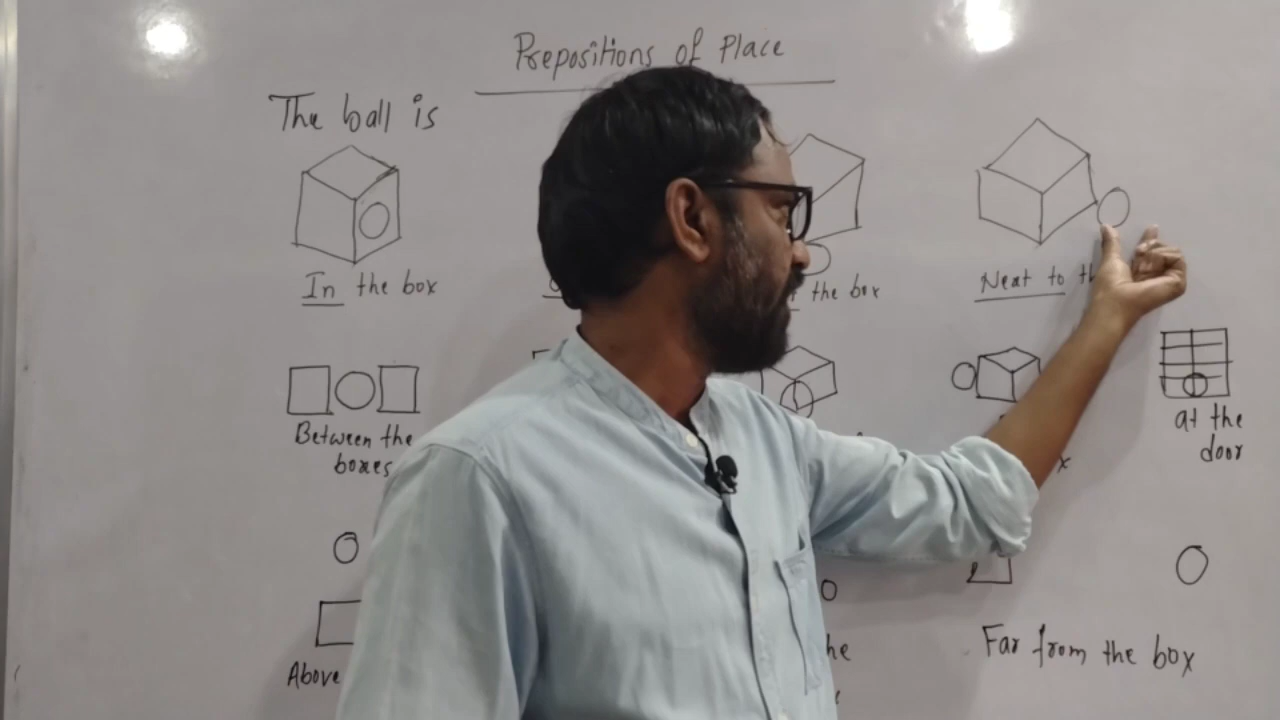 Prepositions of Place
The ball is
In the box
the box
Next to
Between the
boxes
at the
door
Above
Far from the box